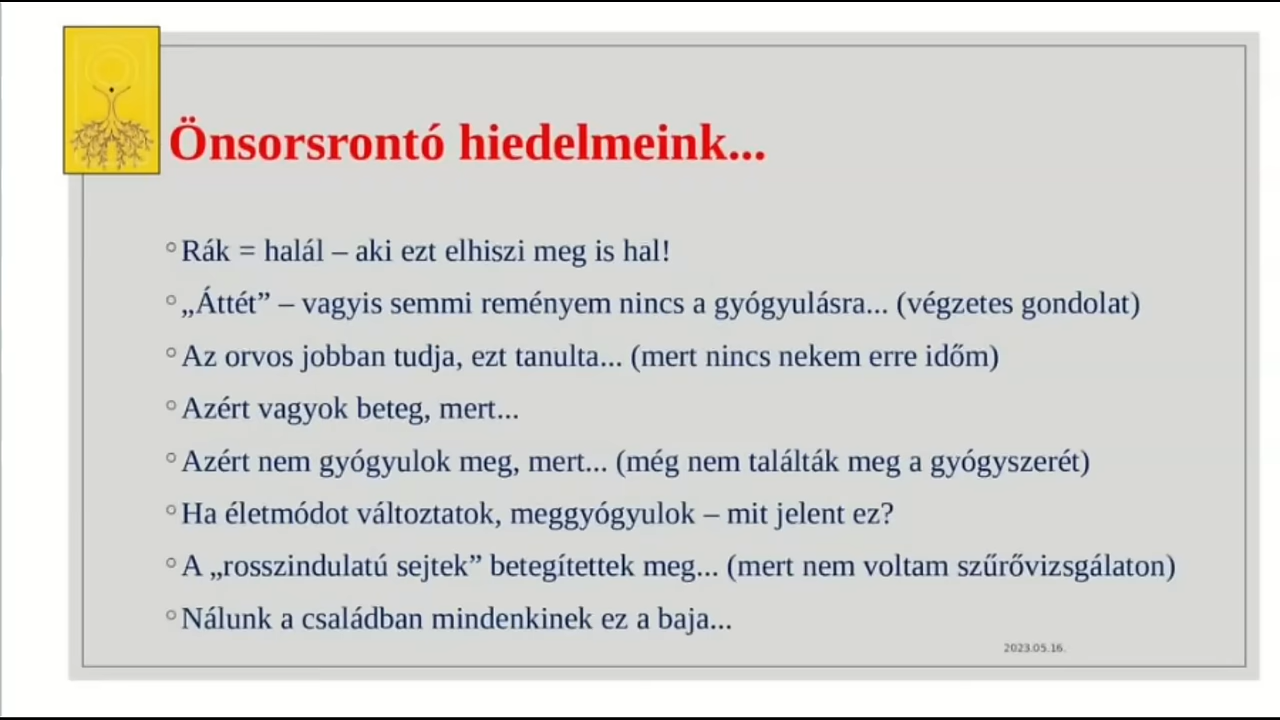 Önsorsrontó hiedelmeink...
Rák = halál – aki ezt elhiszi meg is hal!
„Áttét” – vagyis semmi reményem nincs a gyógyulásra... (végzetes gondolat)
Az orvos jobban tudja, ezt tanulta... (mert nincs nekem erre időm)
Azért vagyok beteg, mert...
Azért nem gyógyulok meg, mert... (még nem találták meg a gyógyszerét)
Ha életmódot változtatok, meggyógyulok – mit jelent ez?
A „rosszindulatú sejtek” betegítettek meg... (mert nem voltam szűrővizsgálaton)
Nálunk a családban mindenkinek ez a baja...
2023.05.16.